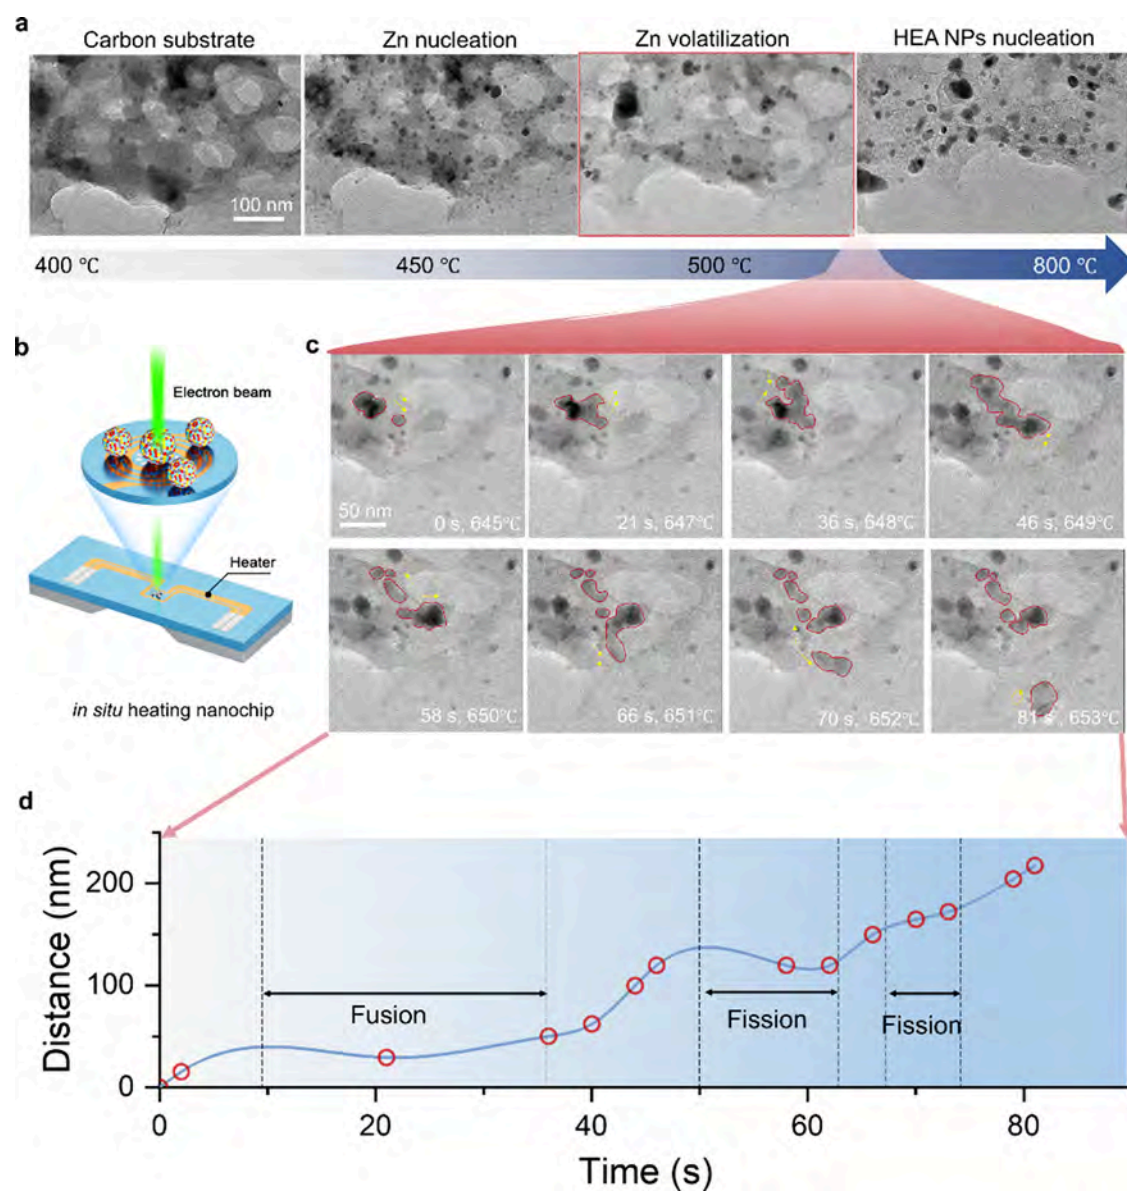 a
Carbon substrate
Zn nucleation
Zn volatilization
HEA NPs nucleation
100 nm
400 ℃
450 ℃
500 ℃
800 ℃
b
Electron beam
Heater
in situ heating nanochip
c
50 nm
0 s, 645℃
21 s, 647℃
36 s, 648℃
46 s, 649℃
58 s, 650℃
66 s, 651℃
70 s, 652℃
81 s, 653℃
d
Distance (nm)
200
100
0
Fusion
Fission
Fission
0
20
40
60
80
Time (s)